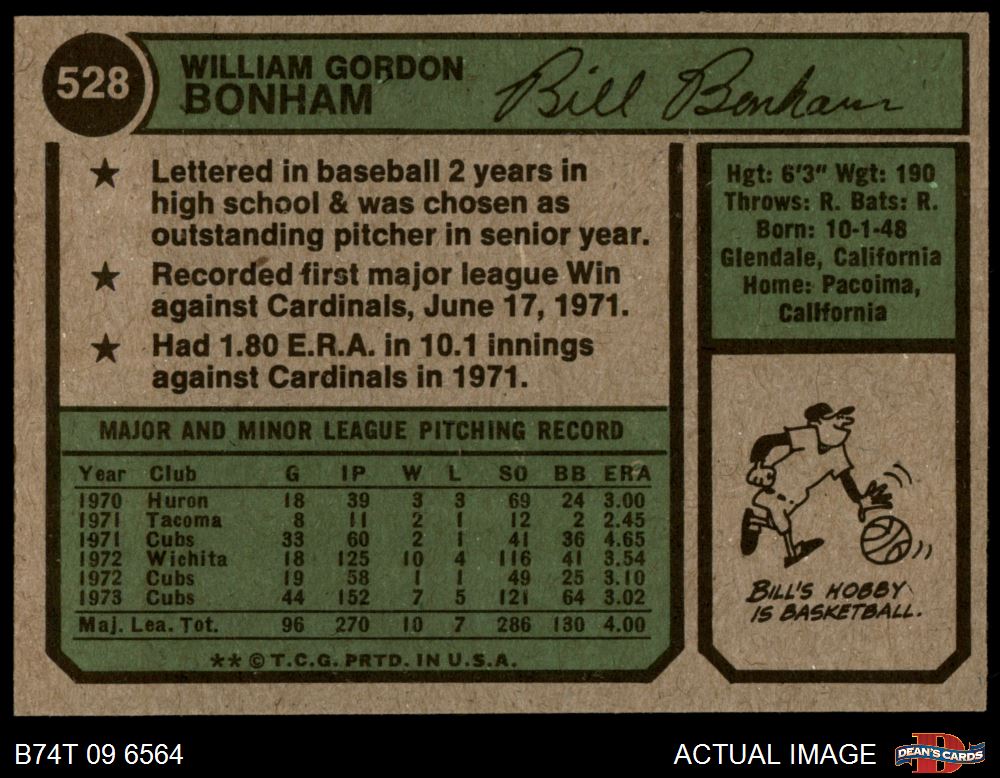 528
WILLIAM GORDON
BONHAM
Bill Bonham
★ Lettered in baseball 2 years in
high school & was chosen as
outstanding pitcher in senior year.
★ Recorded first major league Win
against Cardinals, June 17, 1971.
★ Had 1.80 E.R.A. in 10.1 innings
against Cardinals in 1971.
Hgt: 6'3" Wgt: 190
Throws: R. Bats: R.
Born: 10-1-48
Glendale, California
Home: Pacoima,
California
MAJOR AND MINOR LEAGUE PITCHING RECORD
Year Club G IP W L SO BB ERA
1970 Huron 18 39 3 3 69 24 3.00
1971 Tacoma 8 11 2 1 12 2 2.45
1971 Cubs 33 60 2 1 41 36 4.65
1972 Wichita 18 125 10 4 116 41 3.54
1972 Cubs 19 58 1 1 49 25 3.10
1973 Cubs 44 152 7 5 121 64 3.02
Maj. Lea. Tot. 96 270 10 7 286 130 4.00
** © T.C.G. PRTD. IN U.S.A.
BILL'S HOBBY
IS BASKETBALL.
B74T 09 6564
ACTUAL IMAGE
D
DEAN'S CARDS